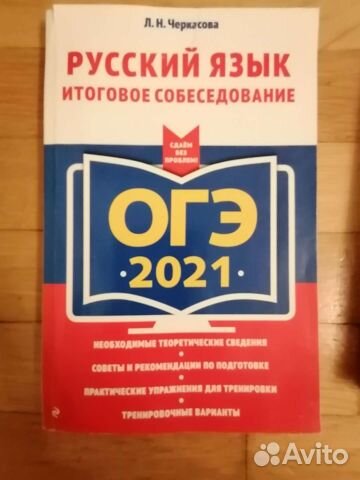 Л. Н. Черкасова
РУССКИЙ ЯЗЫК
ИТОГОВОЕ СОБЕСЕДОВАНИЕ
СДАЁМ БЕЗ
ПРОБЛЕМ!
ОГЭ
·2021·
НЕОБХОДИМЫЕ ТЕОРЕТИЧЕСКИЕ СВЕДЕНИЯ
•
СОВЕТЫ И РЕКОМЕНДАЦИИ ПО ПОДГОТОВКЕ
•
ПРАКТИЧЕСКИЕ УПРАЖНЕНИЯ ДЛЯ ТРЕНИРОВКИ
•
ТРЕНИРОВОЧНЫЕ ВАРИАНТЫ
Avito